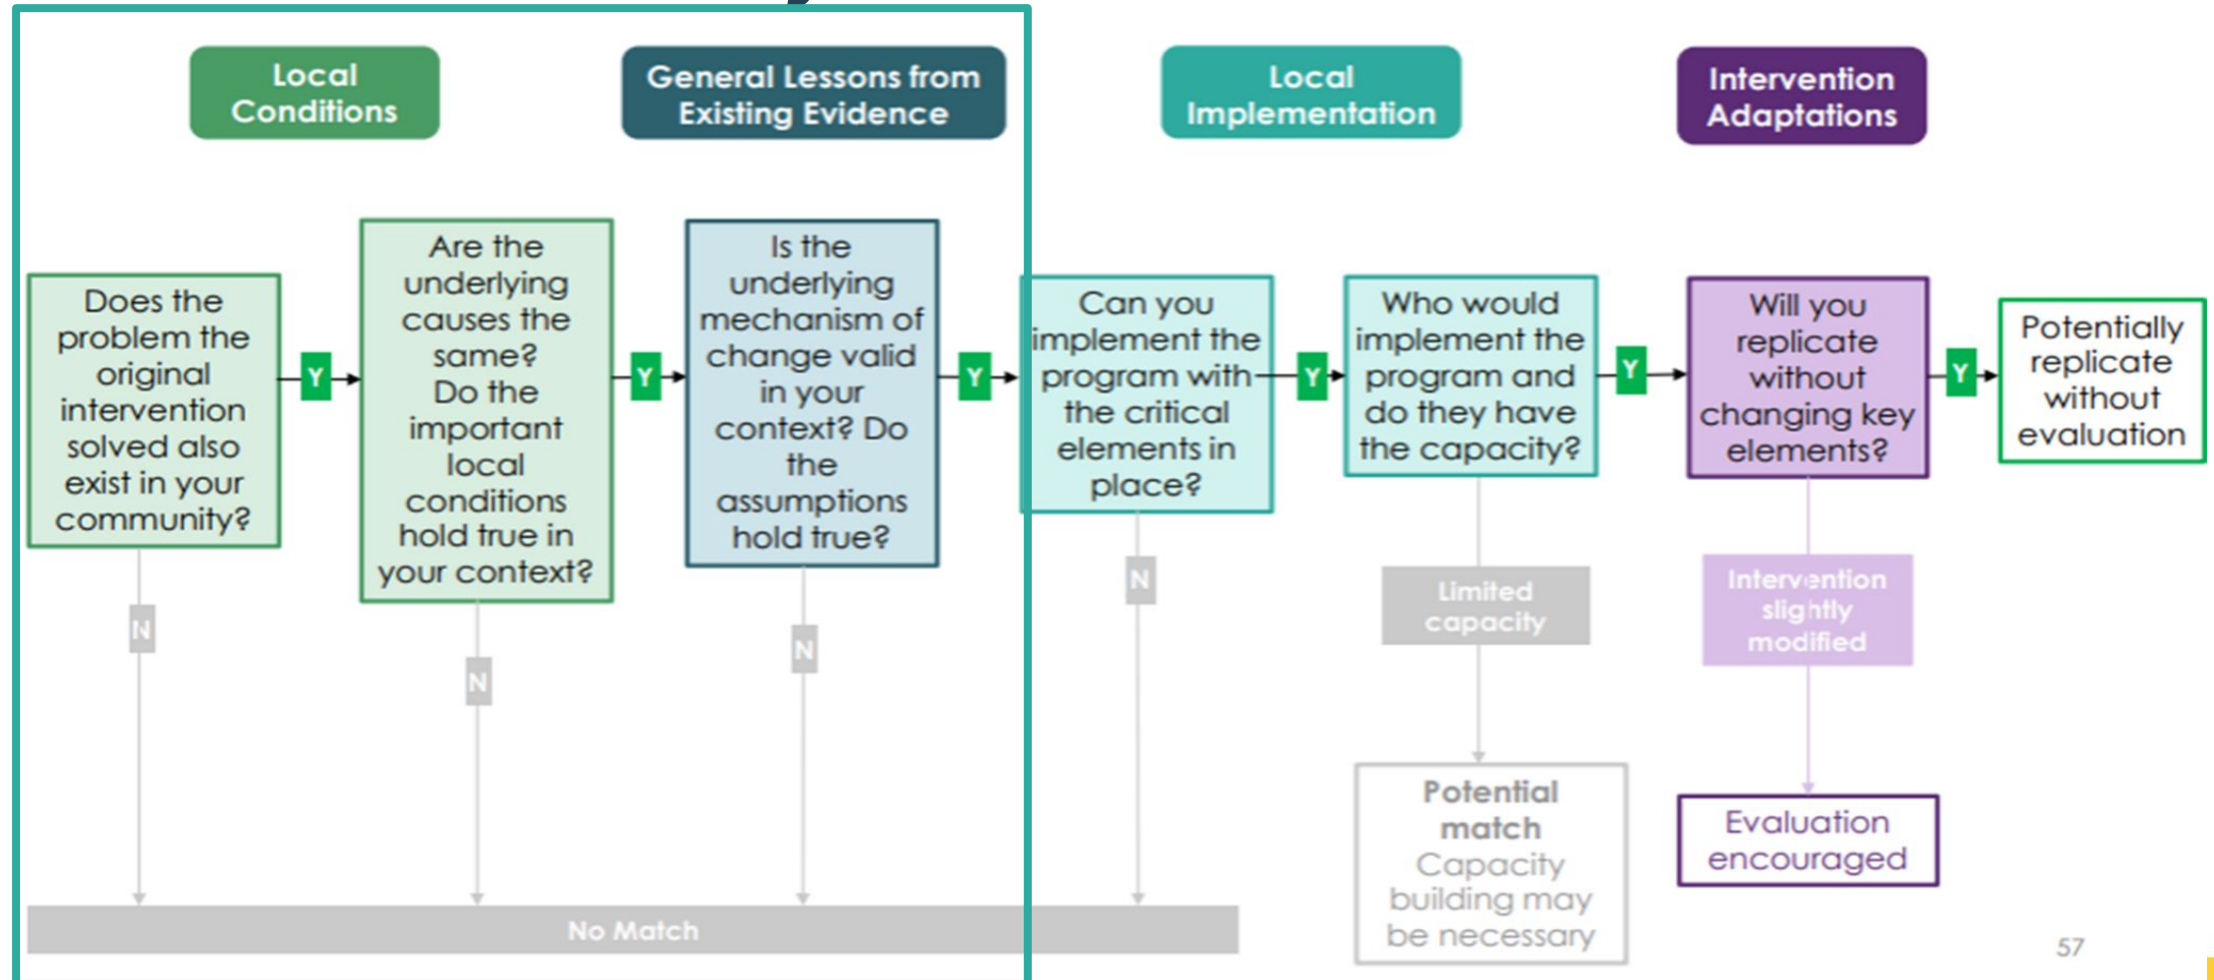 Local
Conditions
General Lessons from
Existing Evidence
Local
Implementation
Intervention
Adaptations
Does the
problem the
original
intervention
solved also
exist in your
community?
Y
Are the
underlying
causes the
same?
Do the
important
local
conditions
hold true in
your context?
Y
Is the
underlying
mechanism of
change valid
in your
context? Do
the
assumptions
hold true?
Y
Can you
implement the
program with
the critical
elements in
place?
Y
Who would
implement the
program and
do they have
the capacity?
Y
Will you
replicate
without
changing key
elements?
Y
Potentially
replicate
without
evaluation
N
N
N
N
Limited
capacity
Intervention
slightly
modified
Potential
match
Capacity
building may
be necessary
Evaluation
encouraged
No Match
57